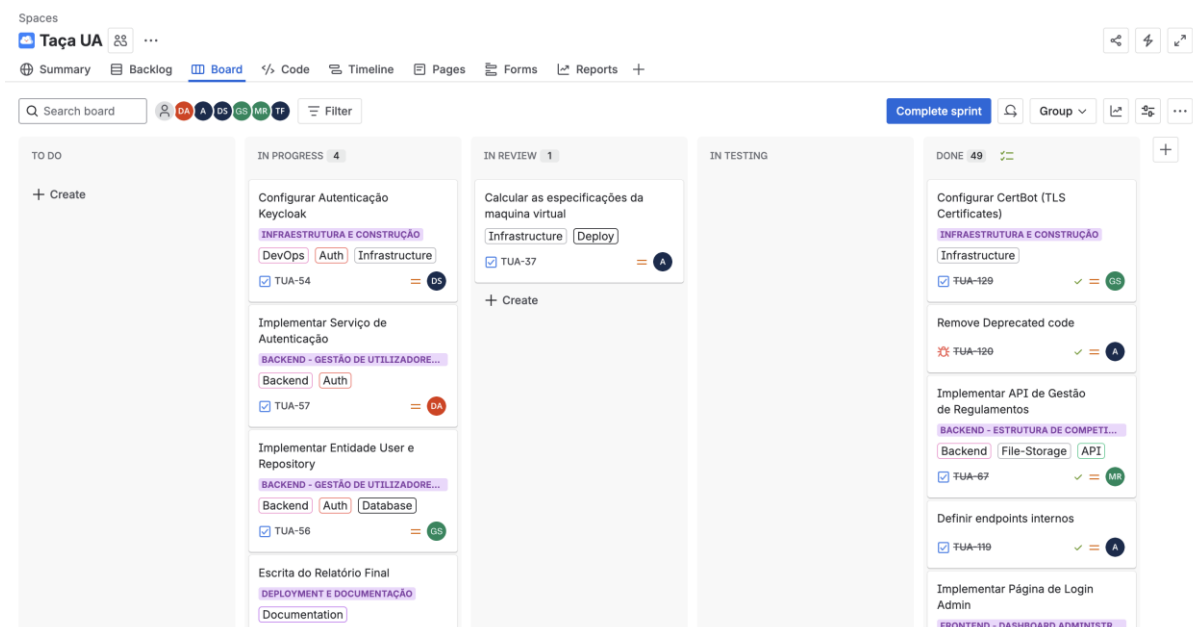 Spaces
Taça UA
Summary Backlog Board Code Timeline Pages Forms Reports
Search board DA A DS GS MR TF Filter Complete sprint Group
TO DO
Create
IN PROGRESS 4
Configurar Autenticação
Keycloak
INFRAESTRUTURA E CONSTRUÇÃO
DevOps Auth Infrastructure
TUA-54 DS
Implementar Serviço de
Autenticação
BACKEND - GESTÃO DE UTILIZADORE...
Backend Auth
TUA-57 DA
Implementar Entidade User e
Repository
BACKEND - GESTÃO DE UTILIZADORE...
Backend Auth Database
TUA-56 GS
Escrita do Relatório Final
DEPLOYMENT E DOCUMENTAÇÃO
Documentation
IN REVIEW 1
Calcular as especificações da
maquina virtual
Infrastructure Deploy
TUA-37 A
Create
IN TESTING
DONE 49
Configurar CertBot (TLS
Certificates)
INFRAESTRUTURA E CONSTRUÇÃO
Infrastructure
TUA-129 GS
Remove Deprecated code
TUA-120 A
Implementar API de Gestão
de Regulamentos
BACKEND - ESTRUTURA DE COMPETI...
Backend File-Storage API
TUA-67 MR
Definir endpoints internos
TUA-119 A
Implementar Página de Login
Admin
FRONTEND - DASHBOARD ADMINISTR...